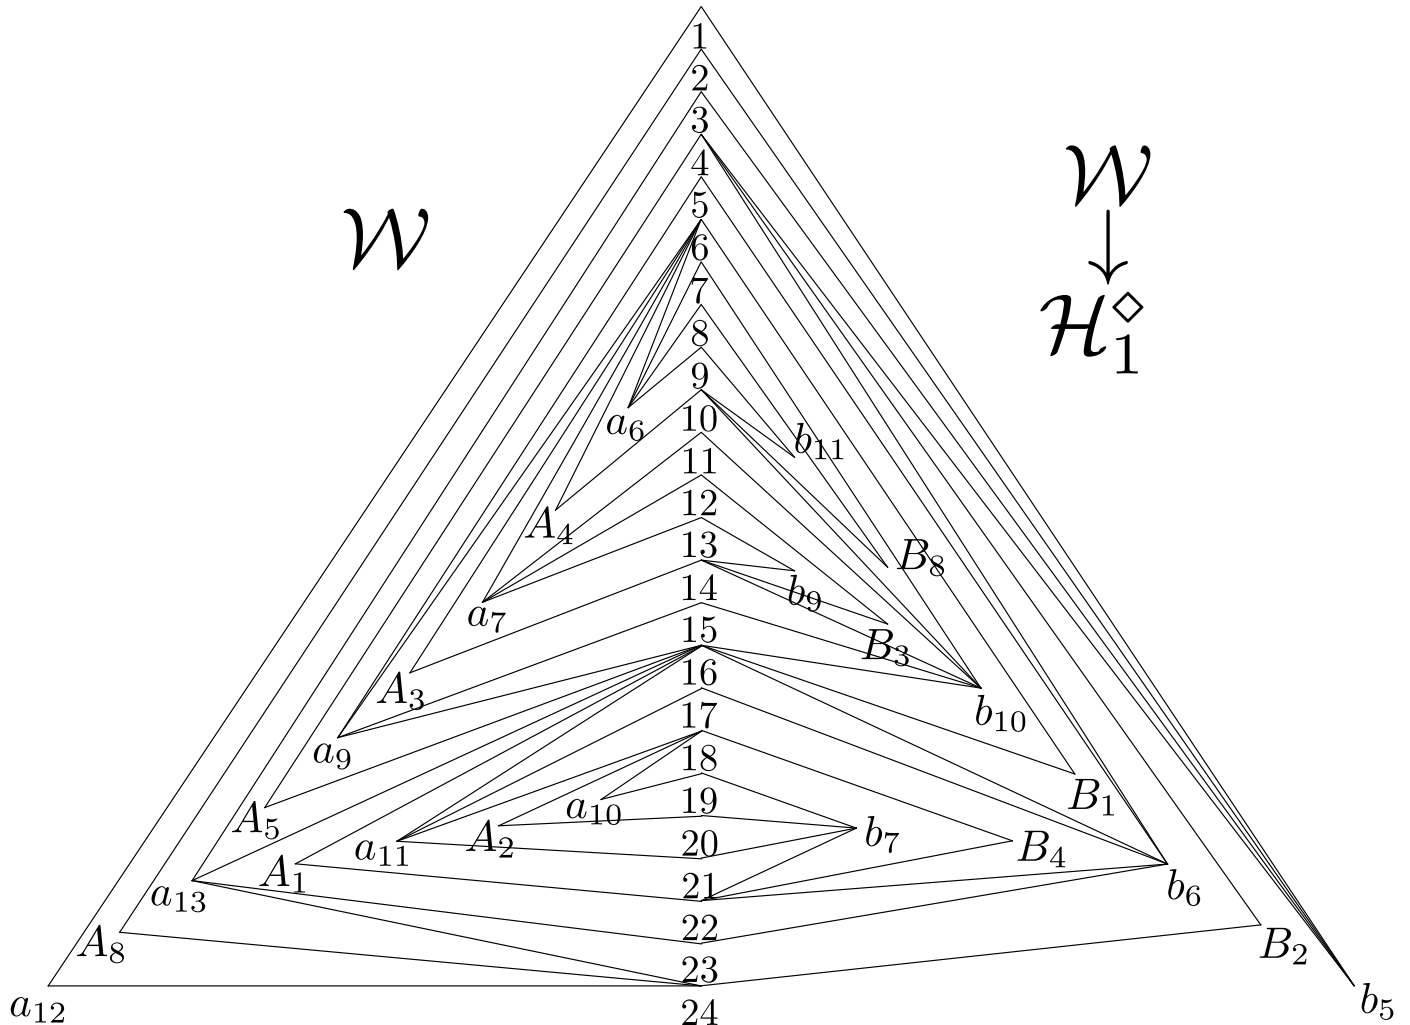 1
2
3
4
𝒲
5
𝒲
6
7
8
ℋ₁^◇
9
10
a₆
b₁₁
11
12
A₄
13
B₈
14
b₉
a₇
15
B₃
16
A₃
b₁₀
17
a₉
18
19
B₁
a₁₀
A₅
20
b₇
A₂
a₁₁
B₄
21
A₁
b₆
a₁₃
22
A₈
B₂
23
a₁₂
b₅
24